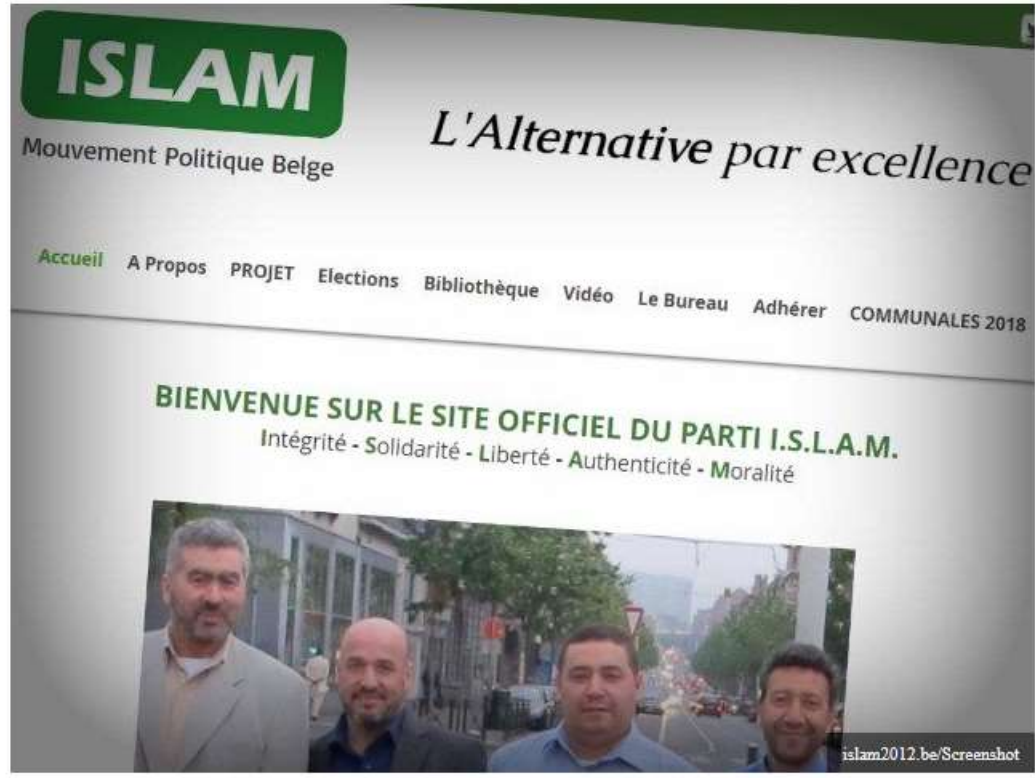 ISLAM
Mouvement Politique Belge
L'Alternative par excellence
Accueil A Propos PROJET Elections Bibliothèque Vidéo Le Bureau Adhérer COMMUNALES 2018
BIENVENUE SUR LE SITE OFFICIEL DU PARTI I.S.L.A.M.
Intégrité - Solidarité - Liberté - Authenticité - Moralité
islam2012.be/Screenshot